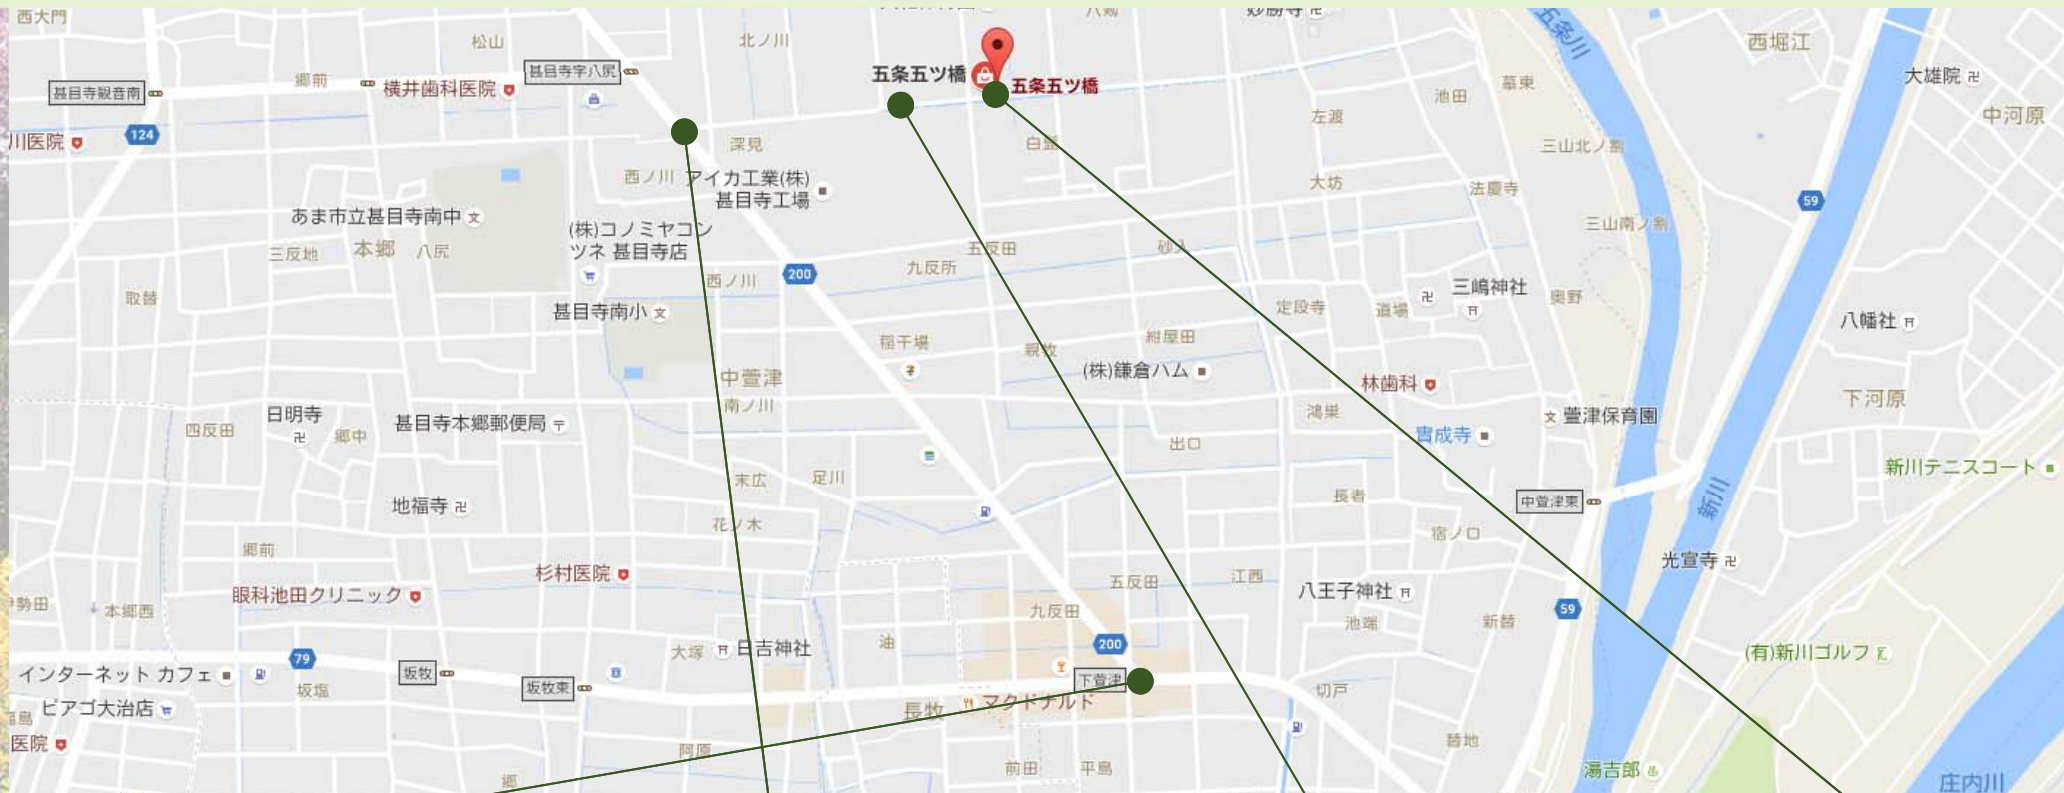 西大門
松山
北ノ川
五条川
西堀江
甚目寺観音南
郷前
横井歯科医院
甚目寺字八尻
五条五ツ橋
五条五ツ橋
墓東
大雄院
池田
中河原
124
川医院
深見
白髭
左渡
三山北ノ割
西ノ川
アイカ工業(株)
甚目寺工場
大坊
法慶寺
59
あま市立甚目寺南中
(株)コノミヤコン
ツネ 甚目寺店
三山南ノ割
三反地
本郷
八尻
五反田
砂入
九反所
取替
西ノ川
200
三嶋神社
奥野
甚目寺南小
定段寺
道場
八幡社
稲干場
親牧
紺屋田
中萱津
(株)鎌倉ハム
林歯科
下河原
南ノ川
鴻巣
萱津保育園
日明寺
四反田
郷中
甚目寺本郷郵便局
出口
實成寺
新川テニスコート
末広
足川
長者
中萱津東
新川
地福寺
花ノ木
宿ノ口
郷前
光宣寺
杉村医院
五反田
江西
八王子神社
眼科池田クリニック
本郷西
九反田
59
池端
新替
油
200
大塚
日吉神社
(有)新川ゴルフ
79
インターネット カフェ
坂牧
坂牧東
坂塩
下萱津
切戸
ピアゴ大治店
長牧
マクドナルド
医院
阿原
替地
郷
前田
平島
湯吉郎
庄内川